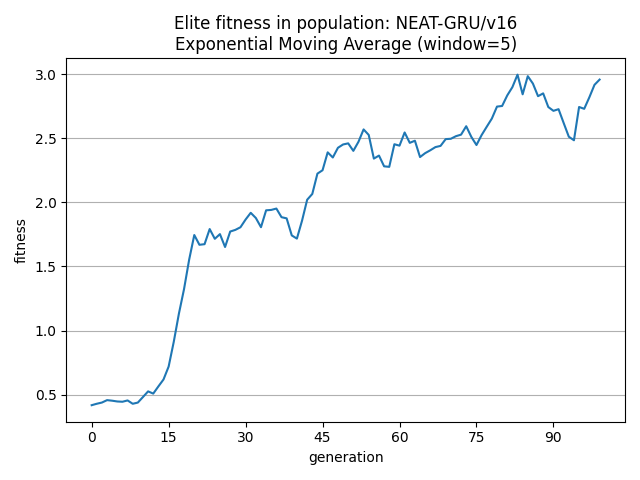 Elite fitness in population: NEAT-GRU/v16
Exponential Moving Average (window=5)
3.0
2.5
2.0
1.5
1.0
0.5
fitness
0 15 30 45 60 75 90
generation